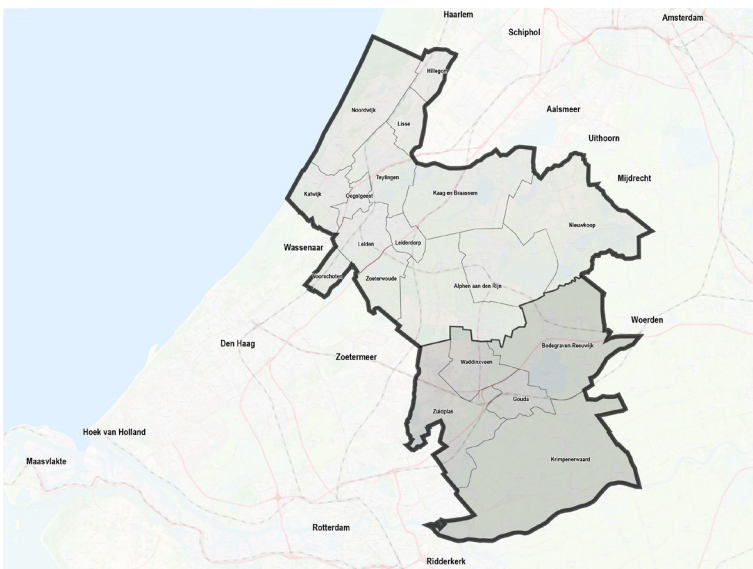 Haarlem
Amsterdam
Schiphol
Hillegom
Noordwijk
Aalsmeer
Lisse
Uithoorn
Teylingen
Mijdrecht
Katwijk
Oegstgeest
Kaag en Braassem
Nieuwkoop
Wassenaar
Leiden
Leiderdorp
Voorschoten
Zoeterwoude
Alphen aan den Rijn
Woerden
Den Haag
Zoetermeer
Bodegraven-Reeuwijk
Waddinxveen
Gouda
Zuidplas
Hoek van Holland
Krimpenerwaard
Maasvlakte
Rotterdam
Ridderkerk